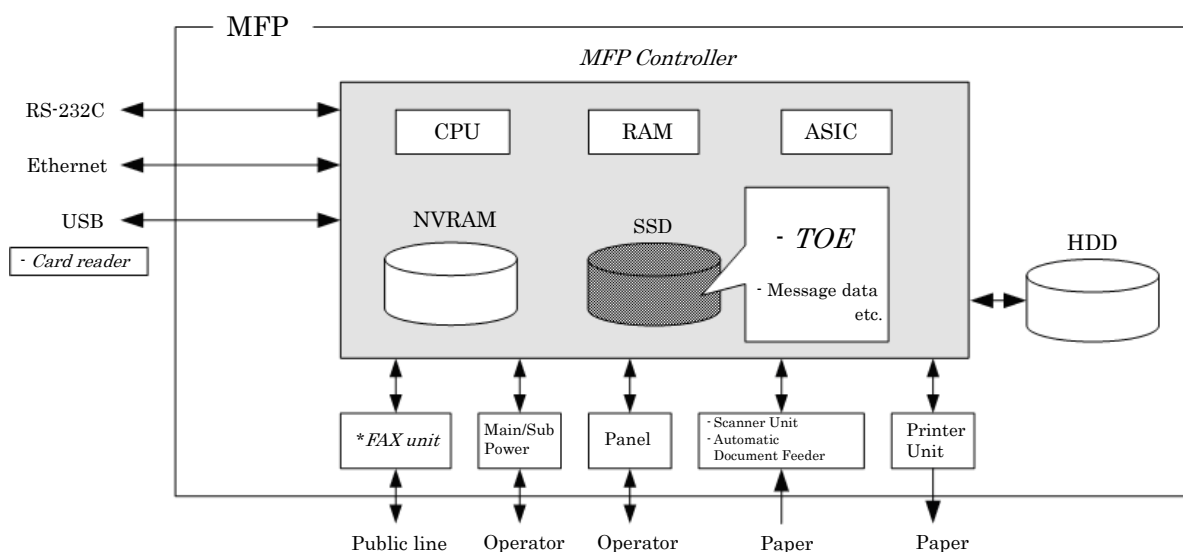 MFP
MFP Controller
RS-232C
CPU
RAM
ASIC
Ethernet
USB
NVRAM
SSD
- TOE
HDD
- Card reader
- Message data
etc.
*FAX unit
Main/Sub
Power
Panel
- Scanner Unit
- Automatic
Document Feeder
Printer
Unit
Public line
Operator
Operator
Paper
Paper